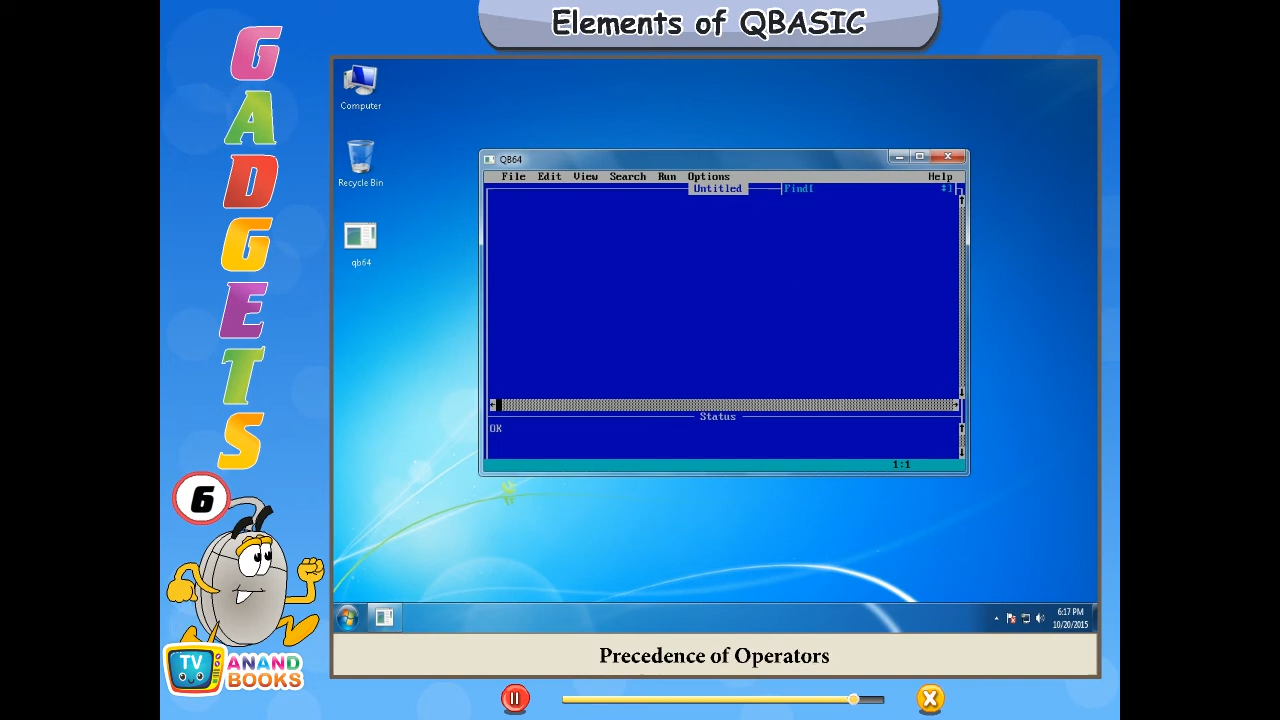 Elements of QBASIC
GADGETS
6
TV ANAND
BOOKS
Computer
Recycle Bin
qb64
QB64
File Edit View Search Run Options Help
Untitled Find[ ]
Status
OK
1:1
6:17 PM
10/20/2015
Precedence of Operators